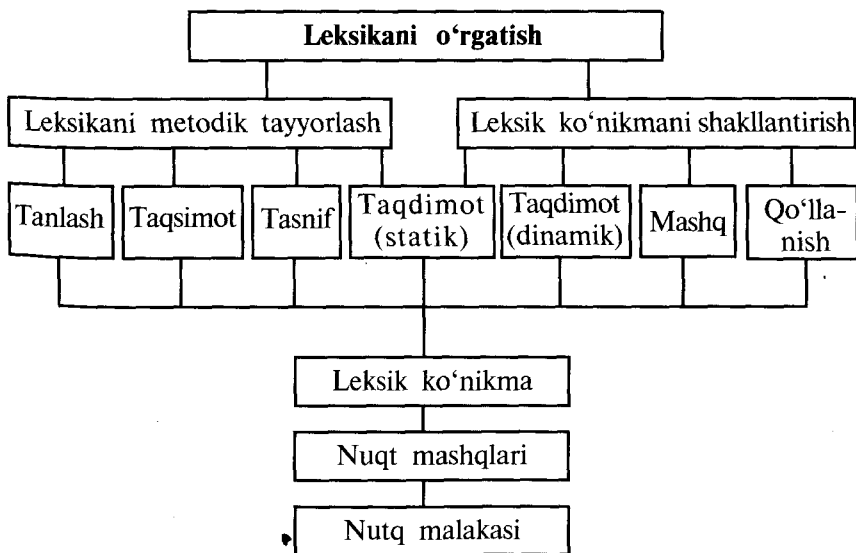 Leksikani o‘rgatish
Leksikani metodik tayyorlash
Leksik ko‘nikmani shakllantirish
Tanlash
Taqsimot
Tasnif
Taqdimot
(statik)
Taqdimot
(dinamik)
Mashq
Qo‘lla-
nish
Leksik ko‘nikma
Nuqt mashqlari
Nutq malakasi